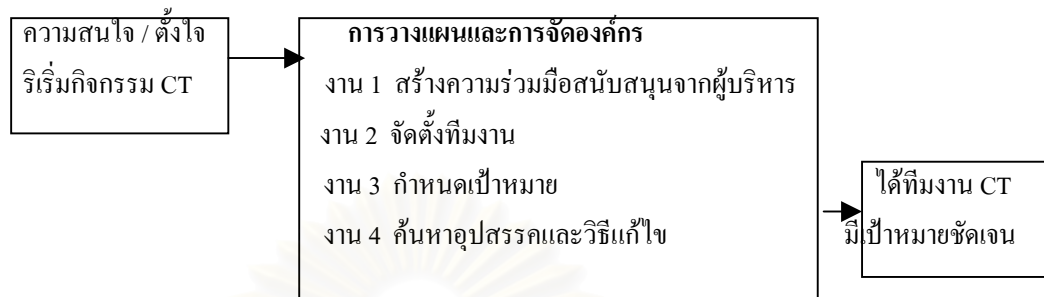 ความสนใจ / ตั้งใจ
ริเริ่มกิจกรรม CT
การวางแผนและการจัดองค์กร
งาน 1 สร้างความร่วมมือสนับสนุนจากผู้บริหาร
งาน 2 จัดตั้งทีมงาน
งาน 3 กำหนดเป้าหมาย
งาน 4 ค้นหาอุปสรรคและวิธีแก้ไข
ได้ทีมงาน CT
มีเป้าหมายชัดเจน